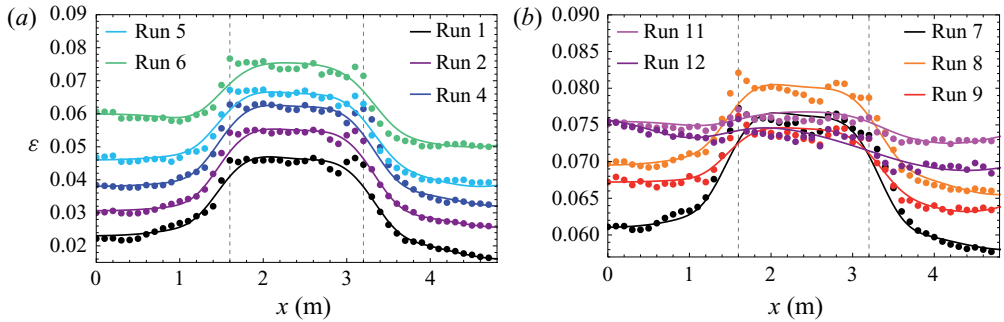 (a)
0.09
0.08
0.07
0.06
0.05
0.04
0.03
0.02
ε
Run 5
Run 6
Run 1
Run 2
Run 4
0 1 2 3 4
x (m)
(b)
0.090
0.085
0.080
0.075
0.070
0.065
0.060
Run 11
Run 12
Run 7
Run 8
Run 9
0 1 2 3 4
x (m)